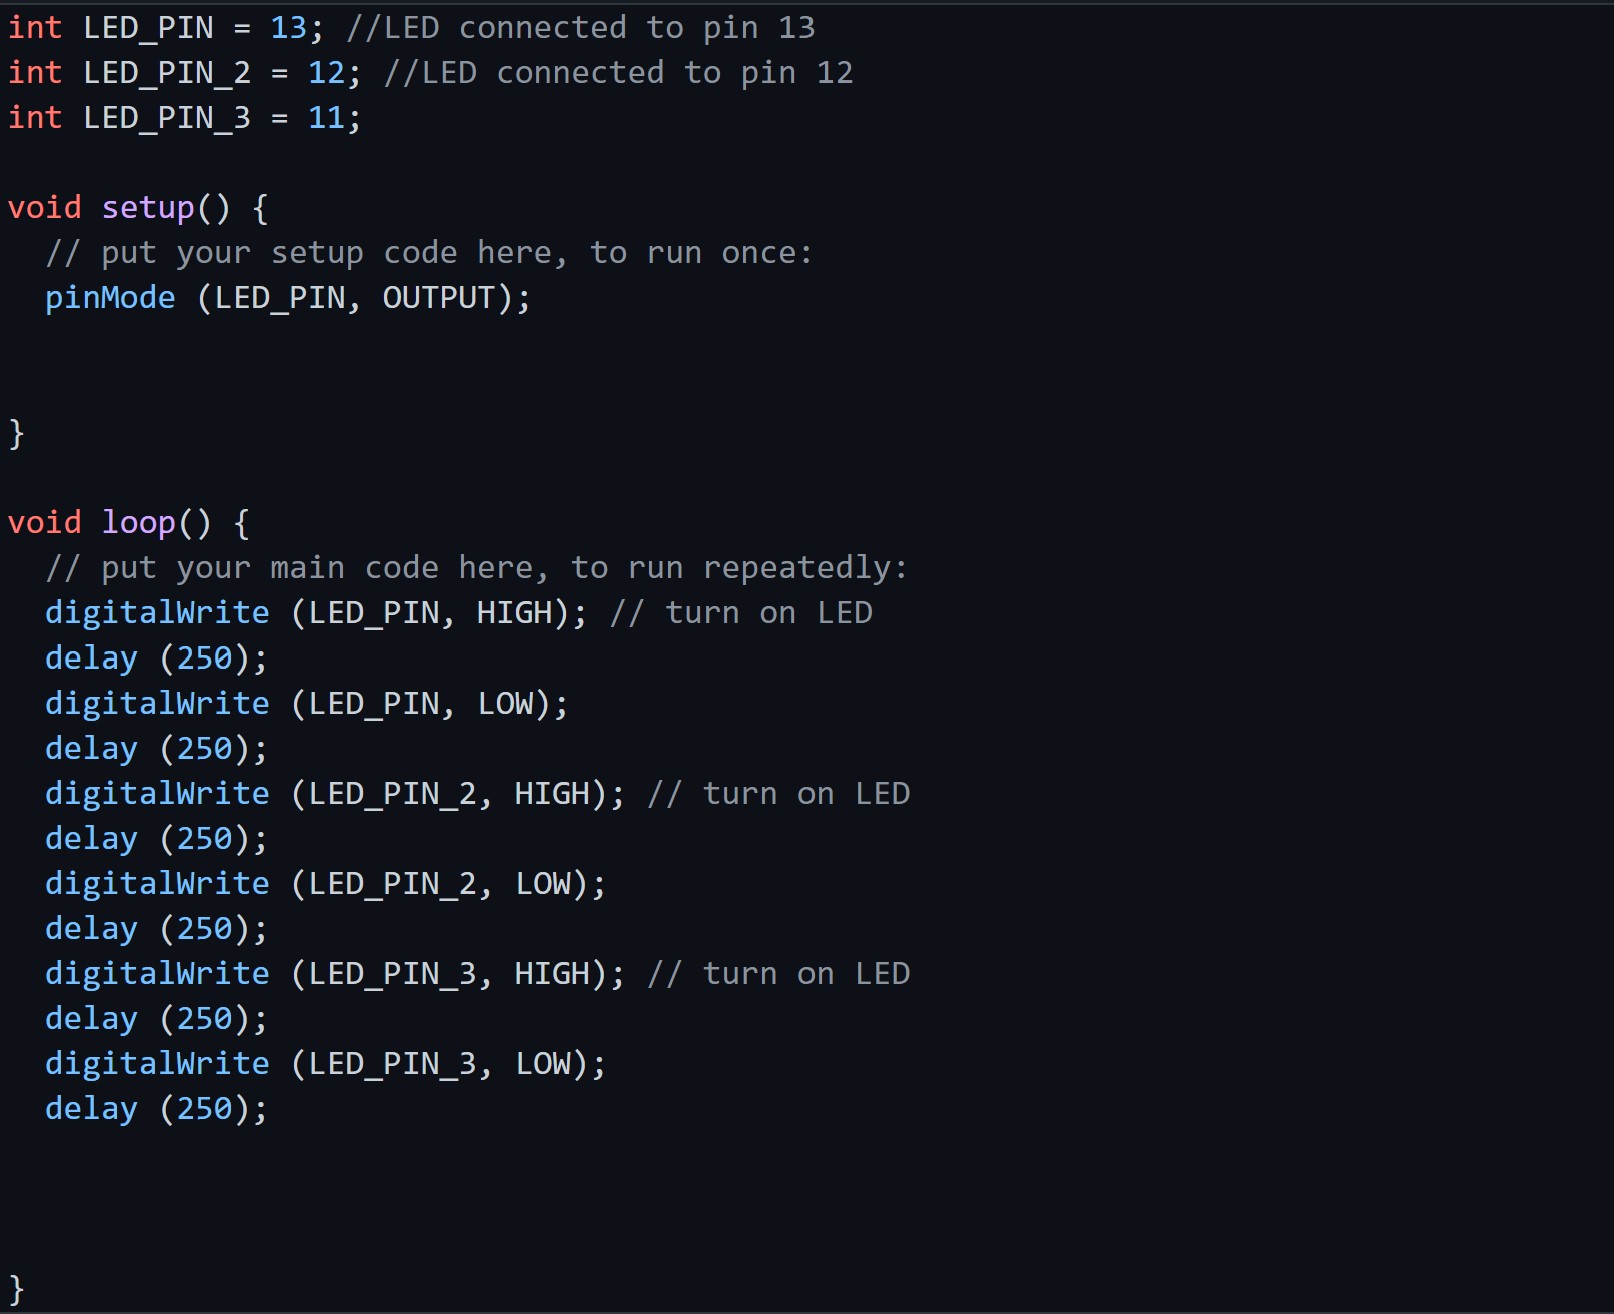 int LED_PIN = 13; //LED connected to pin 13
int LED_PIN_2 = 12; //LED connected to pin 12
int LED_PIN_3 = 11;
void setup() {
  // put your setup code here, to run once:
  pinMode (LED_PIN, OUTPUT);
}
void loop() {
  // put your main code here, to run repeatedly:
  digitalWrite (LED_PIN, HIGH); // turn on LED
  delay (250);
  digitalWrite (LED_PIN, LOW);
  delay (250);
  digitalWrite (LED_PIN_2, HIGH); // turn on LED
  delay (250);
  digitalWrite (LED_PIN_2, LOW);
  delay (250);
  digitalWrite (LED_PIN_3, HIGH); // turn on LED
  delay (250);
  digitalWrite (LED_PIN_3, LOW);
  delay (250);
}